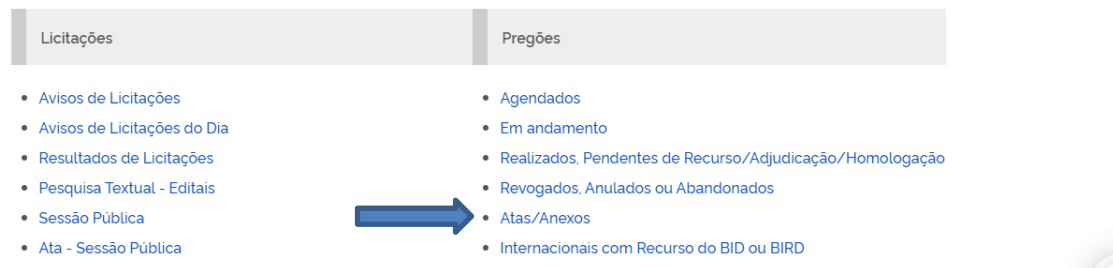 Licitações
Avisos de Licitações
Avisos de Licitações do Dia
Resultados de Licitações
Pesquisa Textual - Editais
Sessão Pública
Ata - Sessão Pública
Pregões
Agendados
Em andamento
Realizados, Pendentes de Recurso/Adjudicação/Homologação
Revogados, Anulados ou Abandonados
Atas/Anexos
Internacionais com Recurso do BID ou BIRD